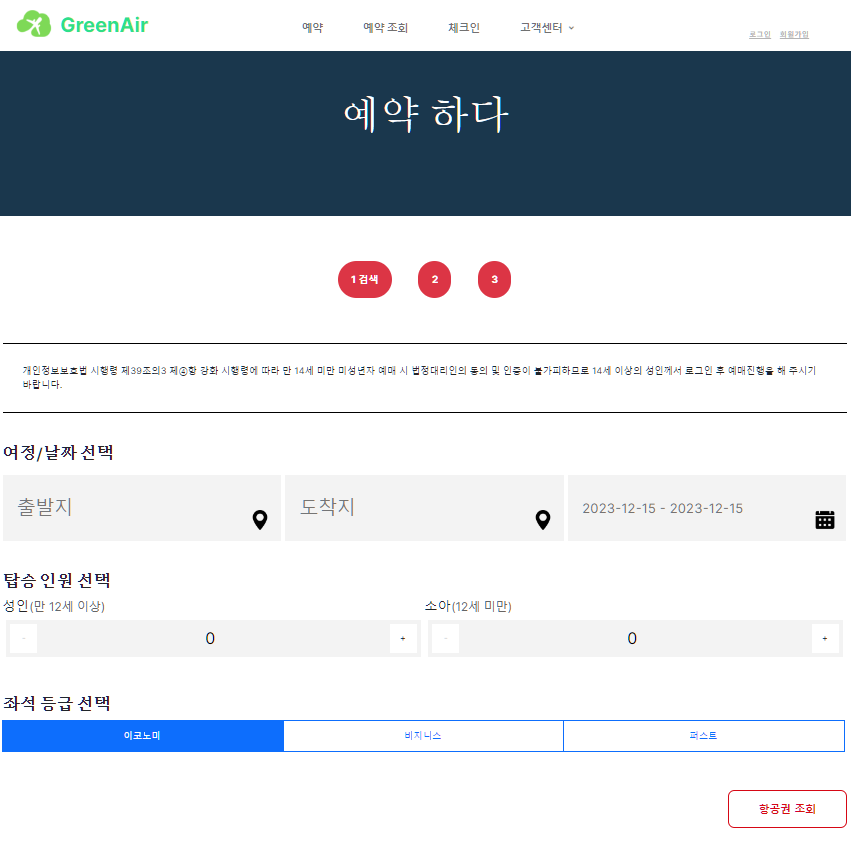 GreenAir
예약 예약 조회 체크인 고객센터
로그인 회원가입
예약 하다
1 검색 2 3
개인정보보호법 시행령 제39조의3 제④항 강화 시행령에 따라 만 14세 미만 미성년자 예매 시 법정대리인의 동의 및 인증이 불가피하므로 14세 이상의 성인께서 로그인 후 예매진행을 해 주시기
바랍니다.
여정/날짜 선택
출발지 도착지 2023-12-15 - 2023-12-15
탑승 인원 선택
성인(만 12세 이상) 소아(12세 미만)
- 0 + - 0 +
좌석 등급 선택
이코노미 비지니스 퍼스트
항공권 조회